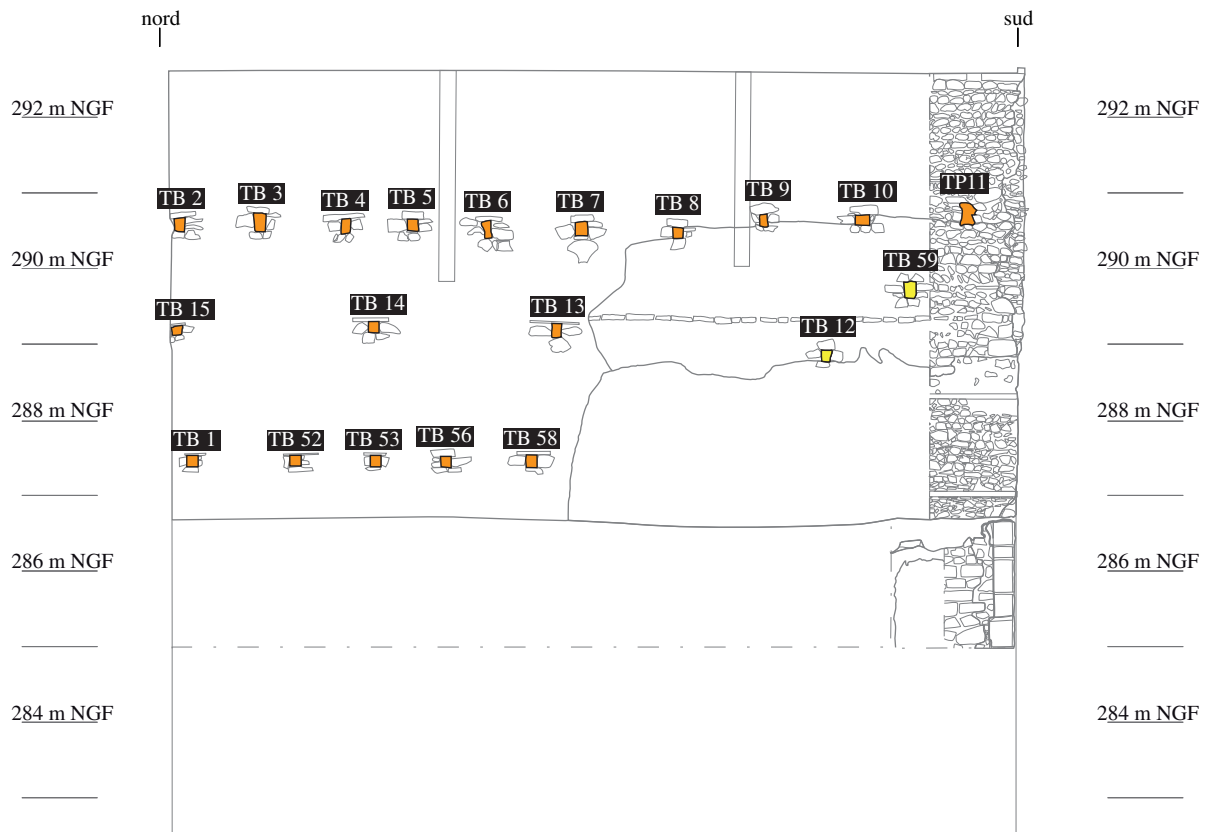 nord sud
292 m NGF 292 m NGF
TP11
TB 2 TB 3 TB 4 TB 5 TB 6 TB 7 TB 8 TB 9 TB 10
290 m NGF TB 59 290 m NGF
TB 15 TB 14 TB 13
TB 12
288 m NGF 288 m NGF
TB 1 TB 52 TB 53 TB 56 TB 58
286 m NGF 286 m NGF
284 m NGF 284 m NGF